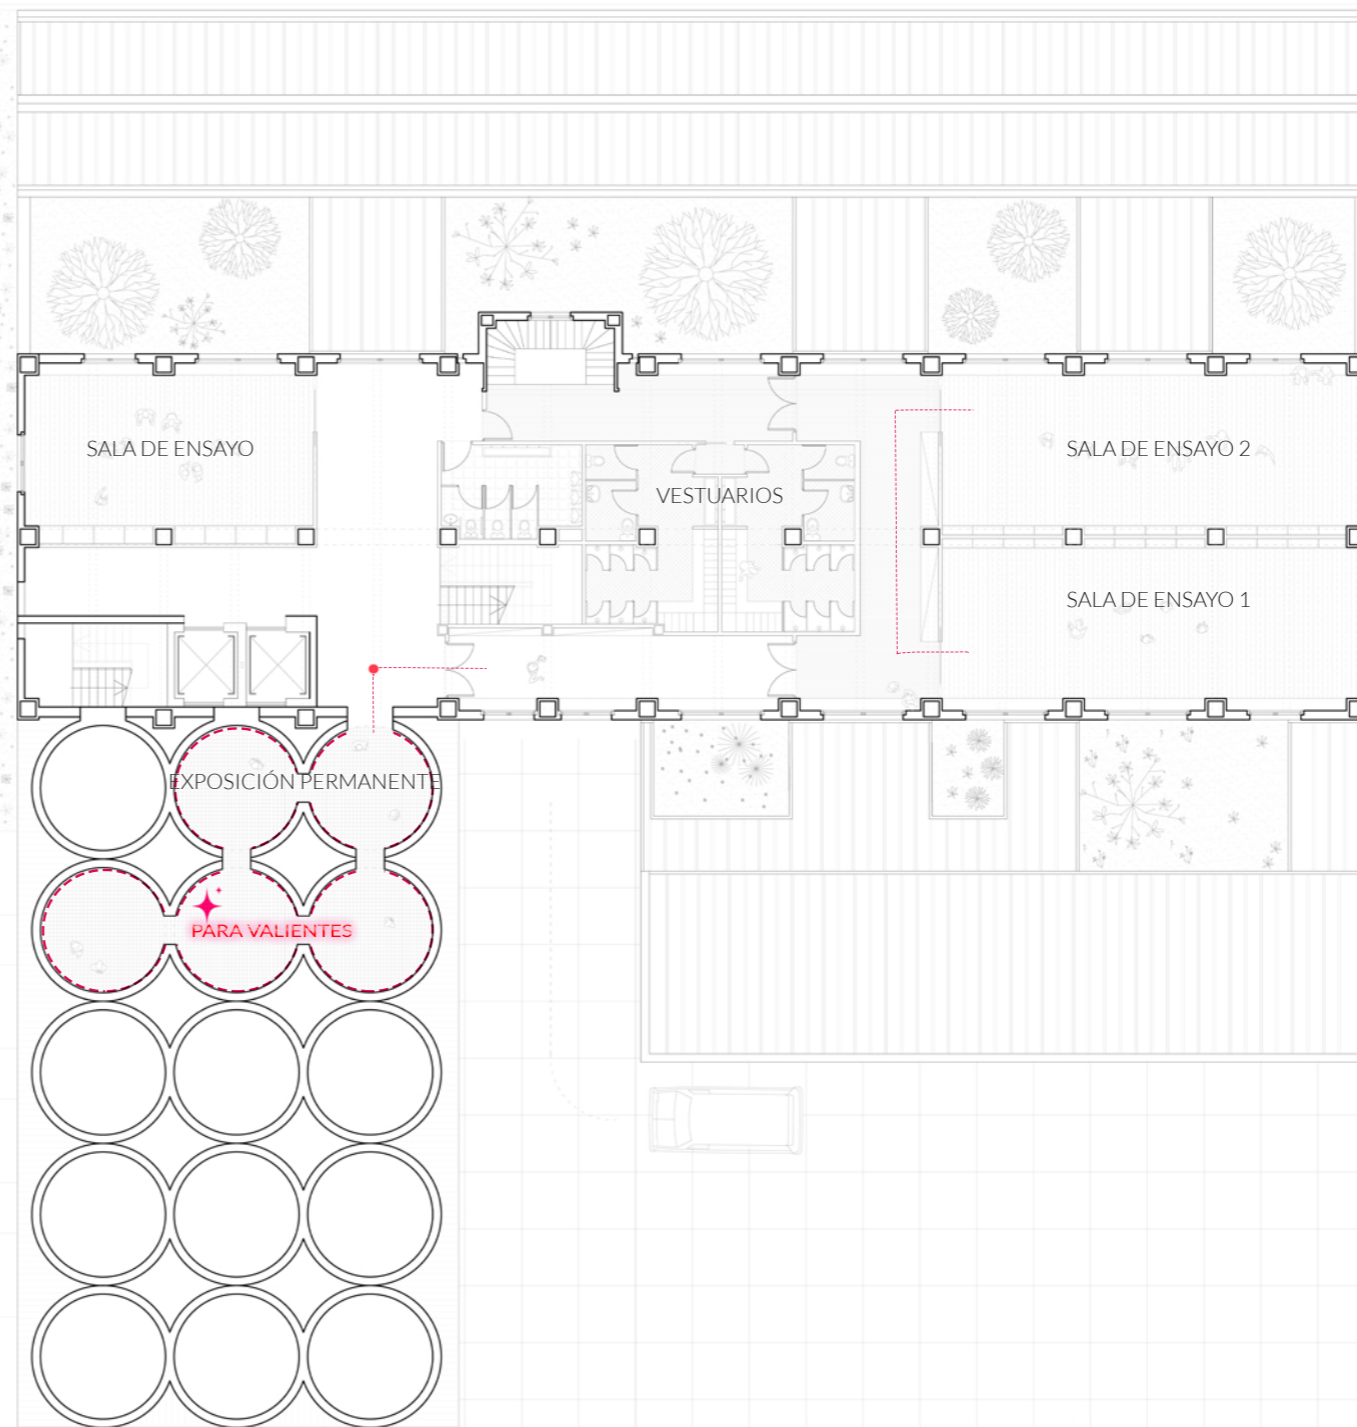 SALA DE ENSAYO
SALA DE ENSAYO 2
VESTUARIOS
SALA DE ENSAYO 1
EXPOSICIÓN PERMANENTE
PARA VALIENTES